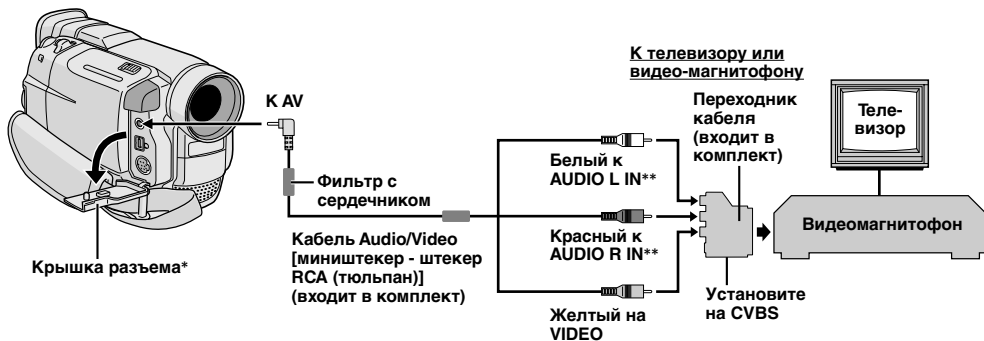 К телевизору или
видео-магнитофону
К AV
Переходник
кабеля
(входит в
комплект)
Теле-
визор
Белый к
AUDIO L IN**
Фильтр с
сердечником
Видеомагнитофон
Кабель Audio/Video
[миништекер - штекер
RCA (тюльпан)]
(входит в комплект)
Красный к
AUDIO R IN**
Крышка разъема*
Установите
на CVBS
Желтый на
VIDEO